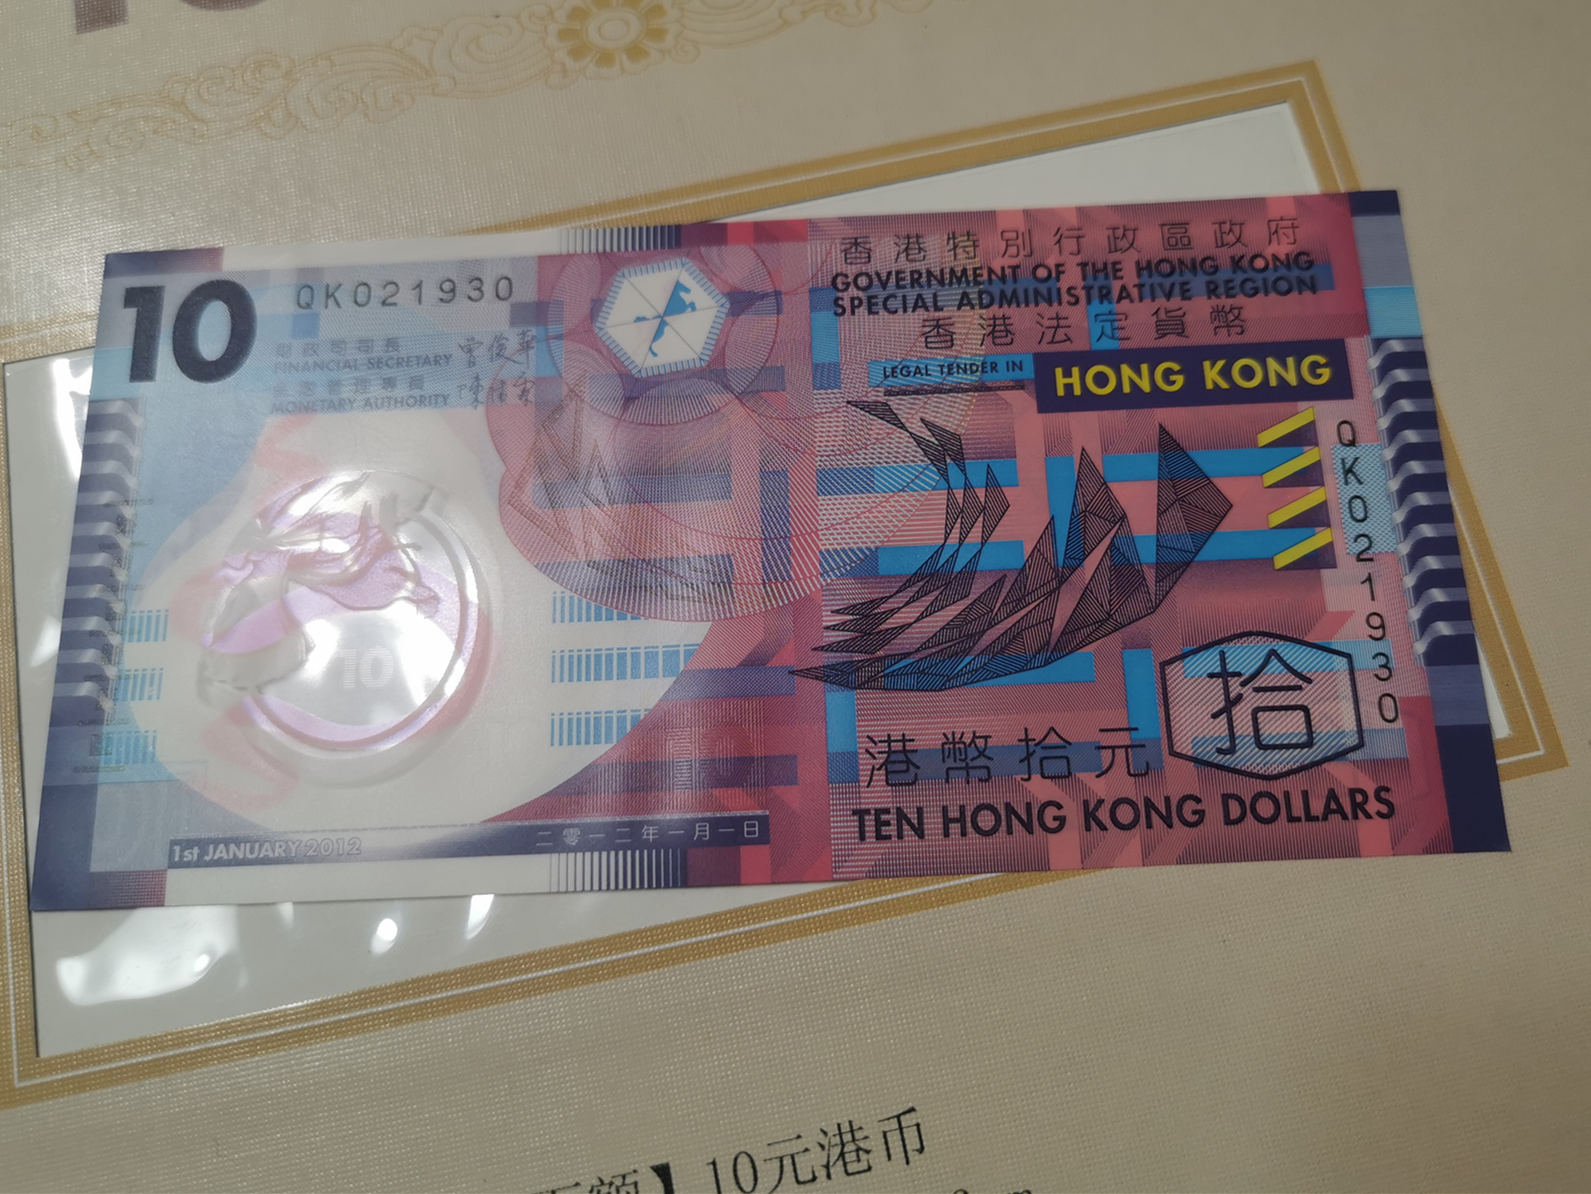 10
QK021930
財政司司長
FINANCIAL SECRETARY
金融管理專員
MONETARY AUTHORITY
香港特別行政區政府
GOVERNMENT OF THE HONG KONG
SPECIAL ADMINISTRATIVE REGION
香港法定貨幣
LEGAL TENDER IN
HONG KONG
QK021930
10
拾
港幣拾元
TEN HONG KONG DOLLARS
1st JANUARY 2012
二零一二年一月一日
面额】10元港币